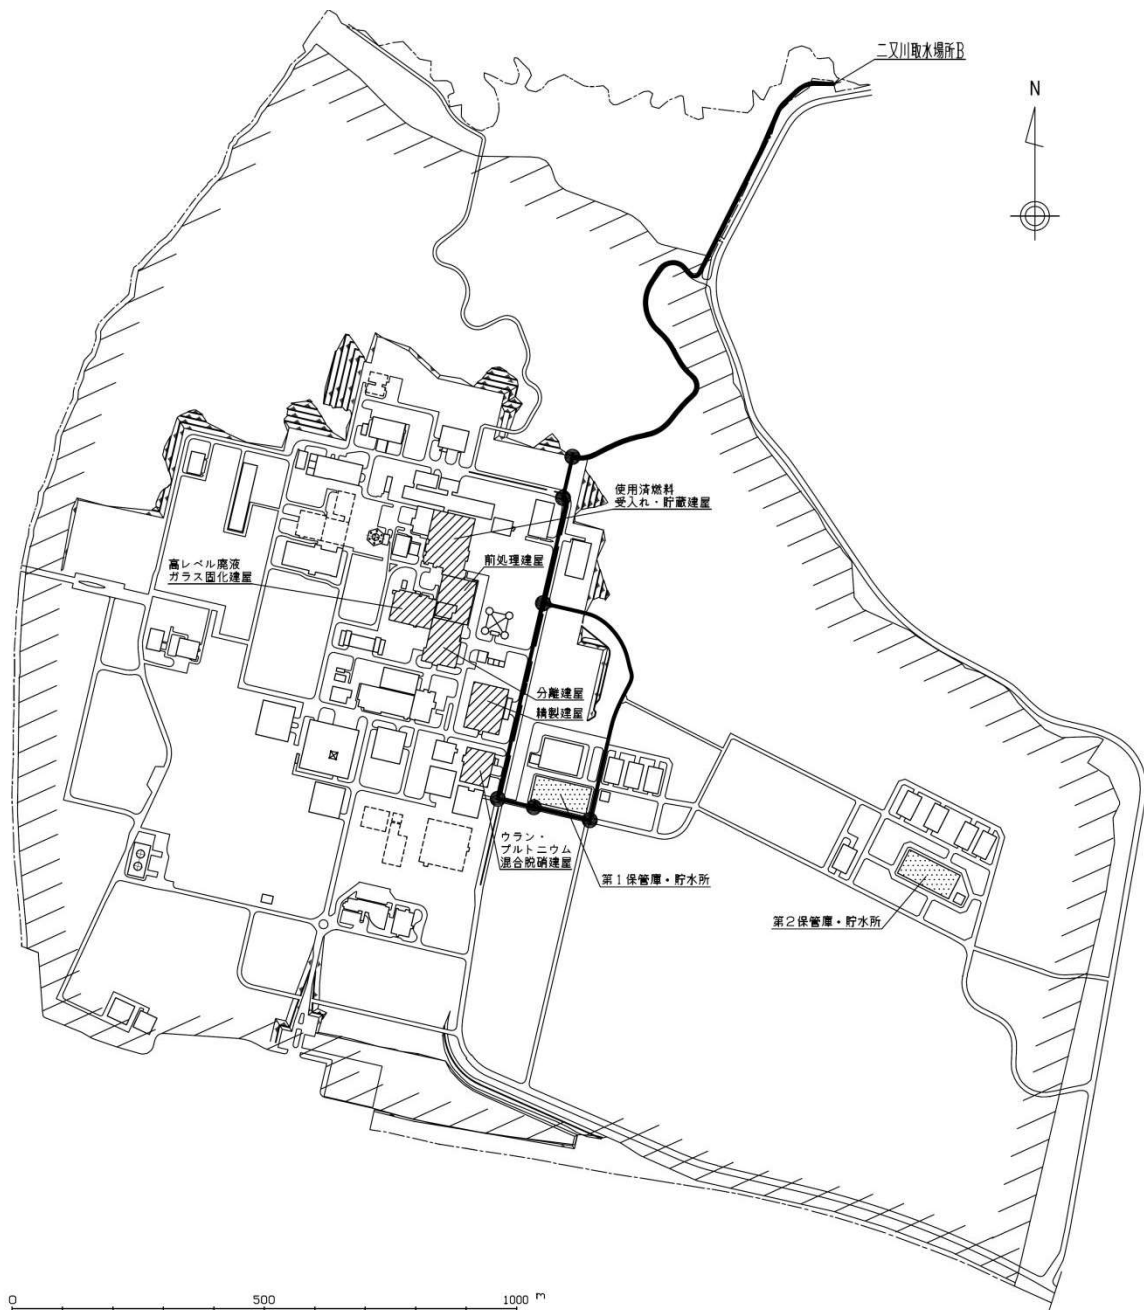 二又川取水場所B
N
使用済燃料
受入れ・貯蔵建屋
前処理建屋
高レベル廃液
ガラス固化建屋
分離建屋
精製建屋
ウラン・
プルトニウム
混合脱硝建屋
第1保管庫・貯水所
第2保管庫・貯水所
0 500 1000 m